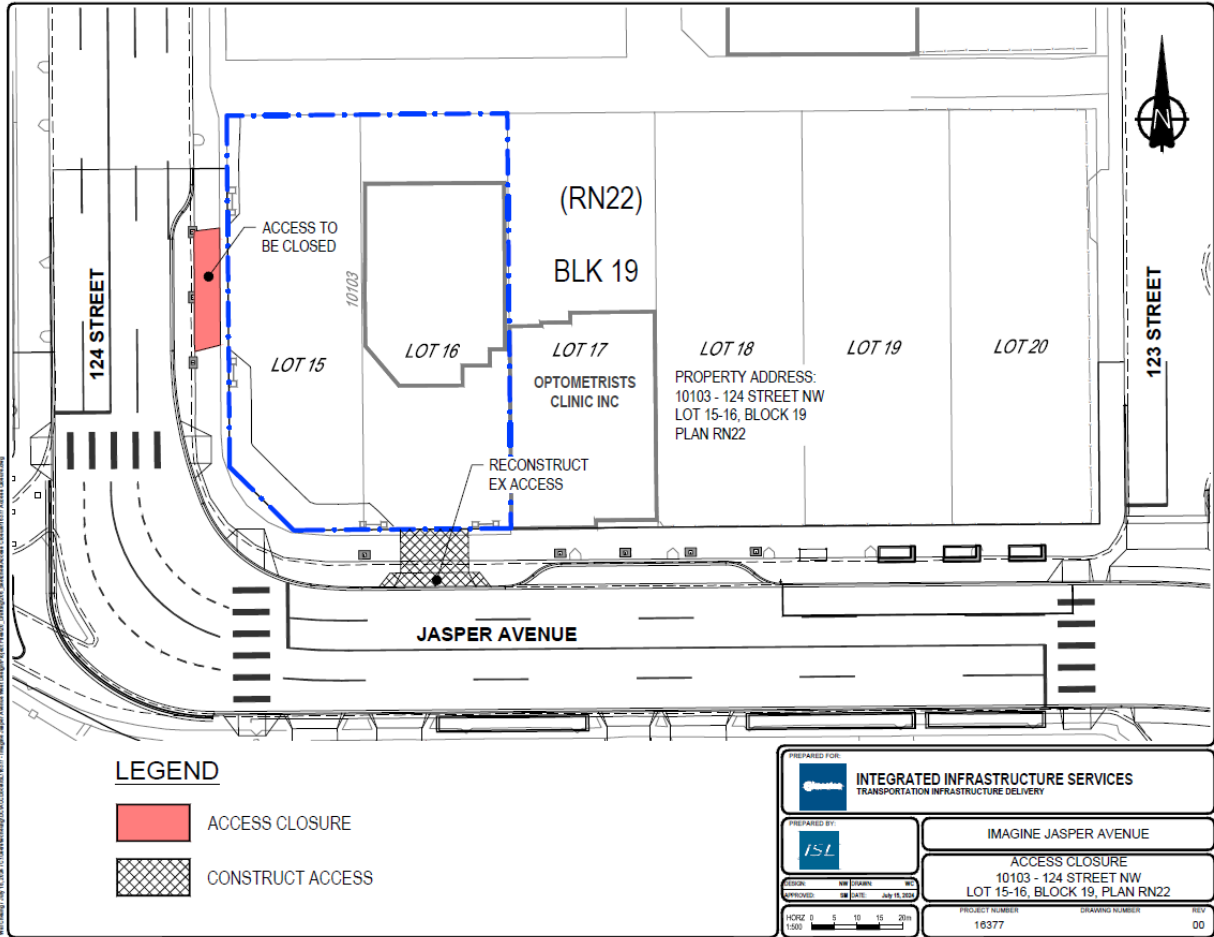 N
(RN22)
BLK 19
ACCESS TO
BE CLOSED
10103
124 STREET
123 STREET
LOT 15
LOT 16
LOT 17
LOT 18
LOT 19
LOT 20
OPTOMETRISTS
CLINIC INC
PROPERTY ADDRESS:
10103 - 124 STREET NW
LOT 15-16, BLOCK 19
PLAN RN22
RECONSTRUCT
EX ACCESS
JASPER AVENUE
LEGEND
ACCESS CLOSURE
CONSTRUCT ACCESS
PREPARED FOR:
INTEGRATED INFRASTRUCTURE SERVICES
TRANSPORTATION INFRASTRUCTURE DELIVERY
PREPARED BY:
ISL
IMAGINE JASPER AVENUE
ACCESS CLOSURE
10103 - 124 STREET NW
LOT 15-16, BLOCK 19, PLAN RN22
DESIGN: NW DRAWN: WC
APPROVED: DATE: July 15, 2024
HORZ 0 5 10 15 20m
1:500
PROJECT NUMBER DRAWING NUMBER REV
16377 00